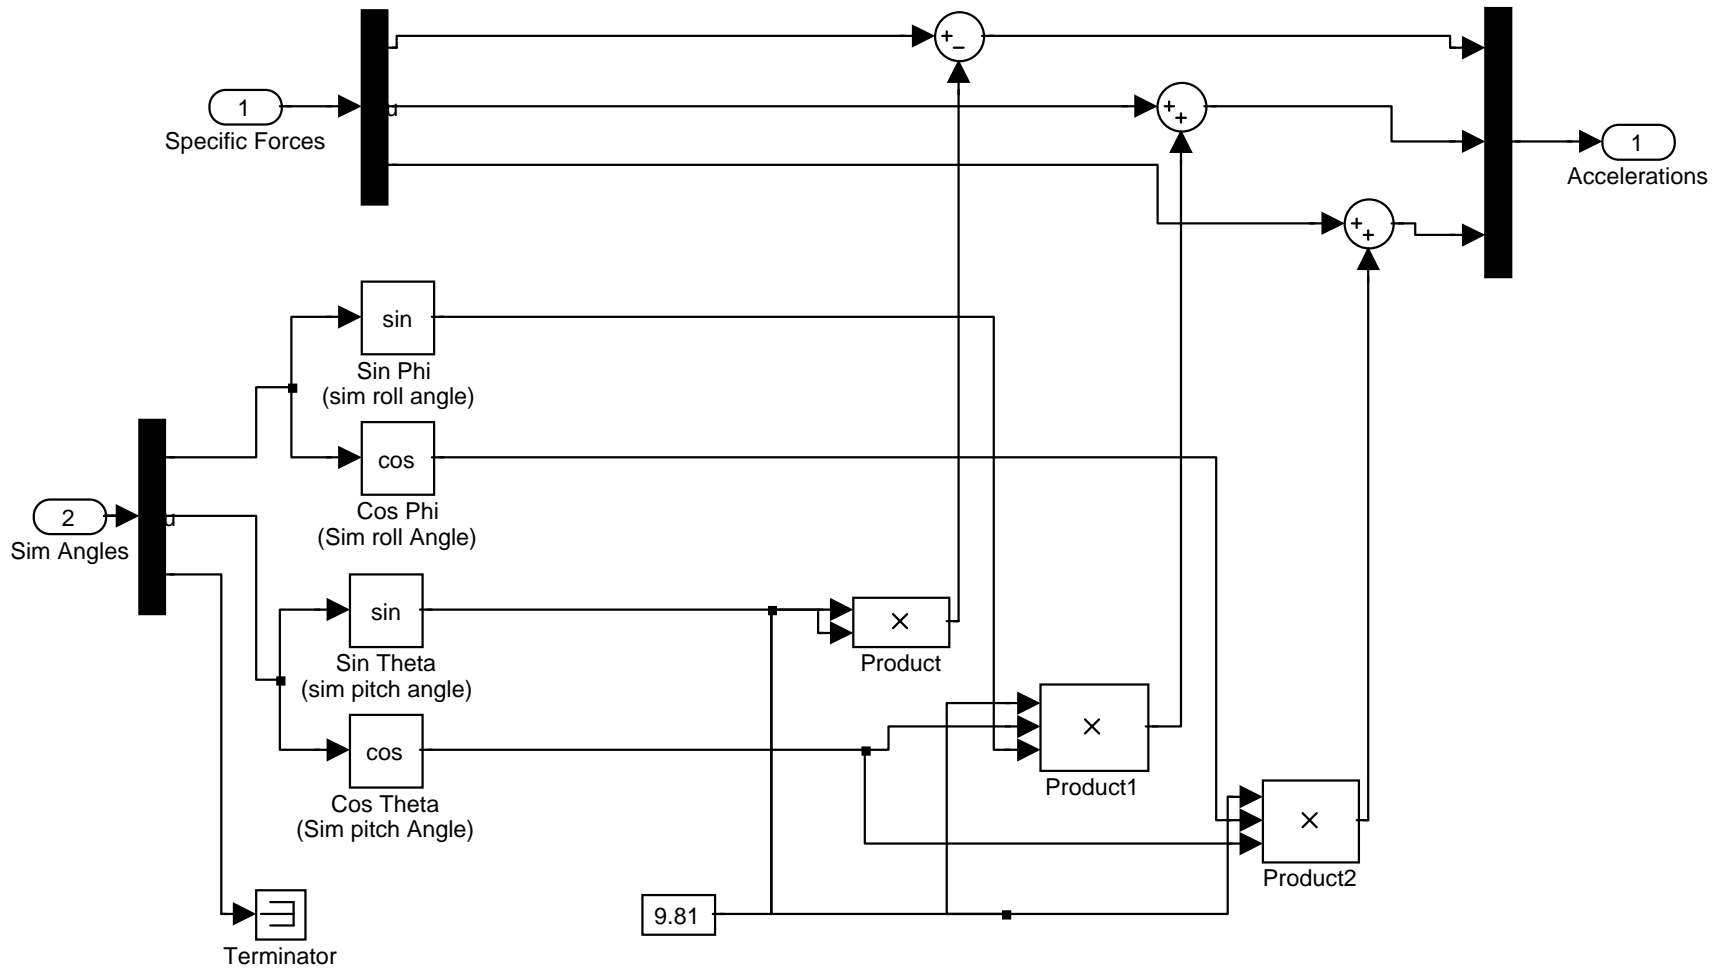 +
−
1
u
+
+
Specific Forces
1
Accelerations
+
+
sin
Sin Phi
(sim roll angle)
cos
Cos Phi
(Sim roll Angle)
2
u
Sim Angles
sin
×
Sin Theta
(sim pitch angle)
Product
×
cos
Product1
Cos Theta
(Sim pitch Angle)
×
Product2
9.81
Terminator